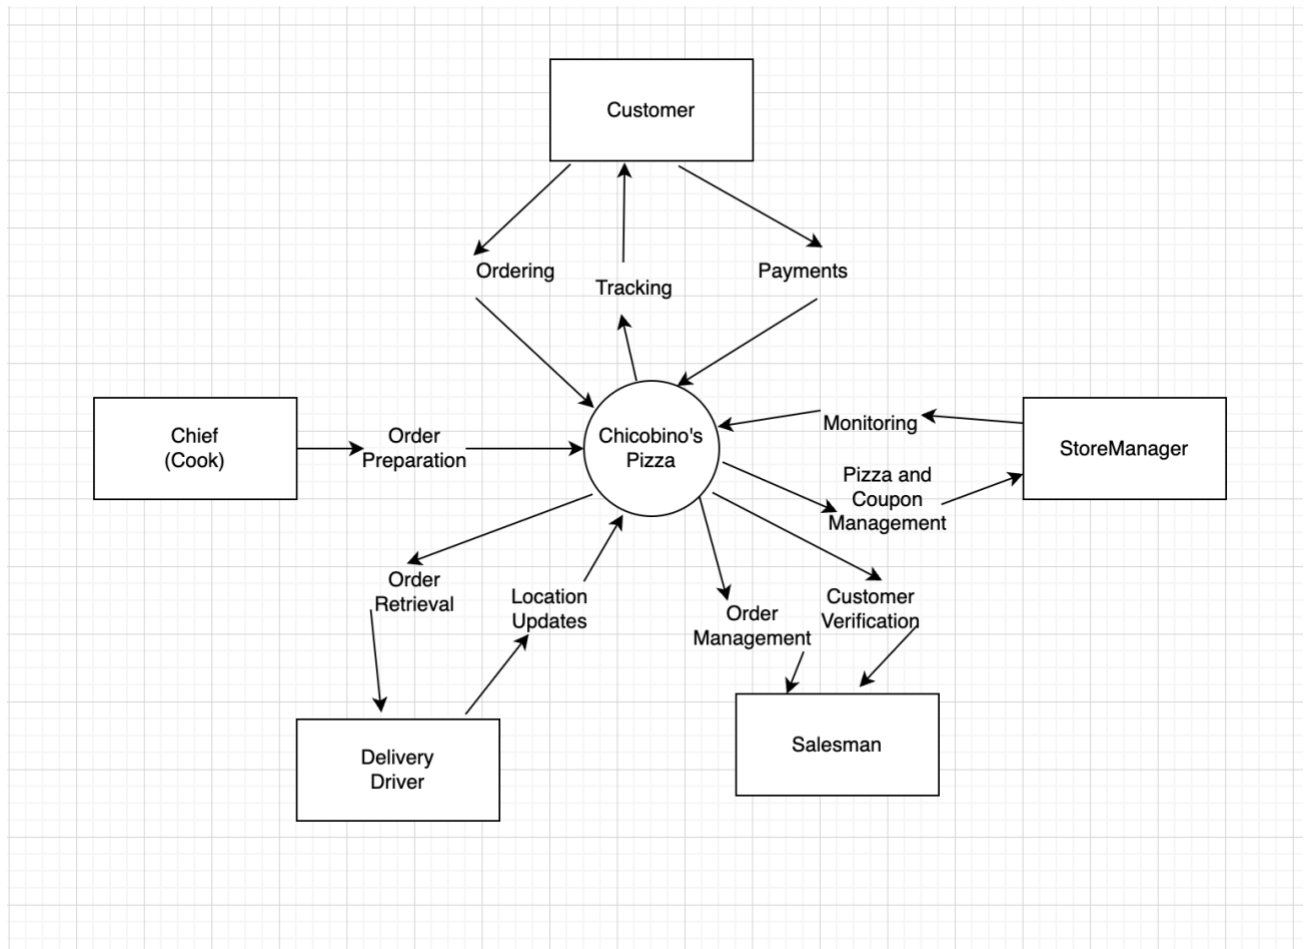 Customer
Ordering
Tracking
Payments
Chief
(Cook)
Order
Preparation
Chicobino's
Pizza
Monitoring
StoreManager
Pizza and
Coupon
Management
Order
Retrieval
Location
Updates
Order
Management
Customer
Verification
Delivery
Driver
Salesman